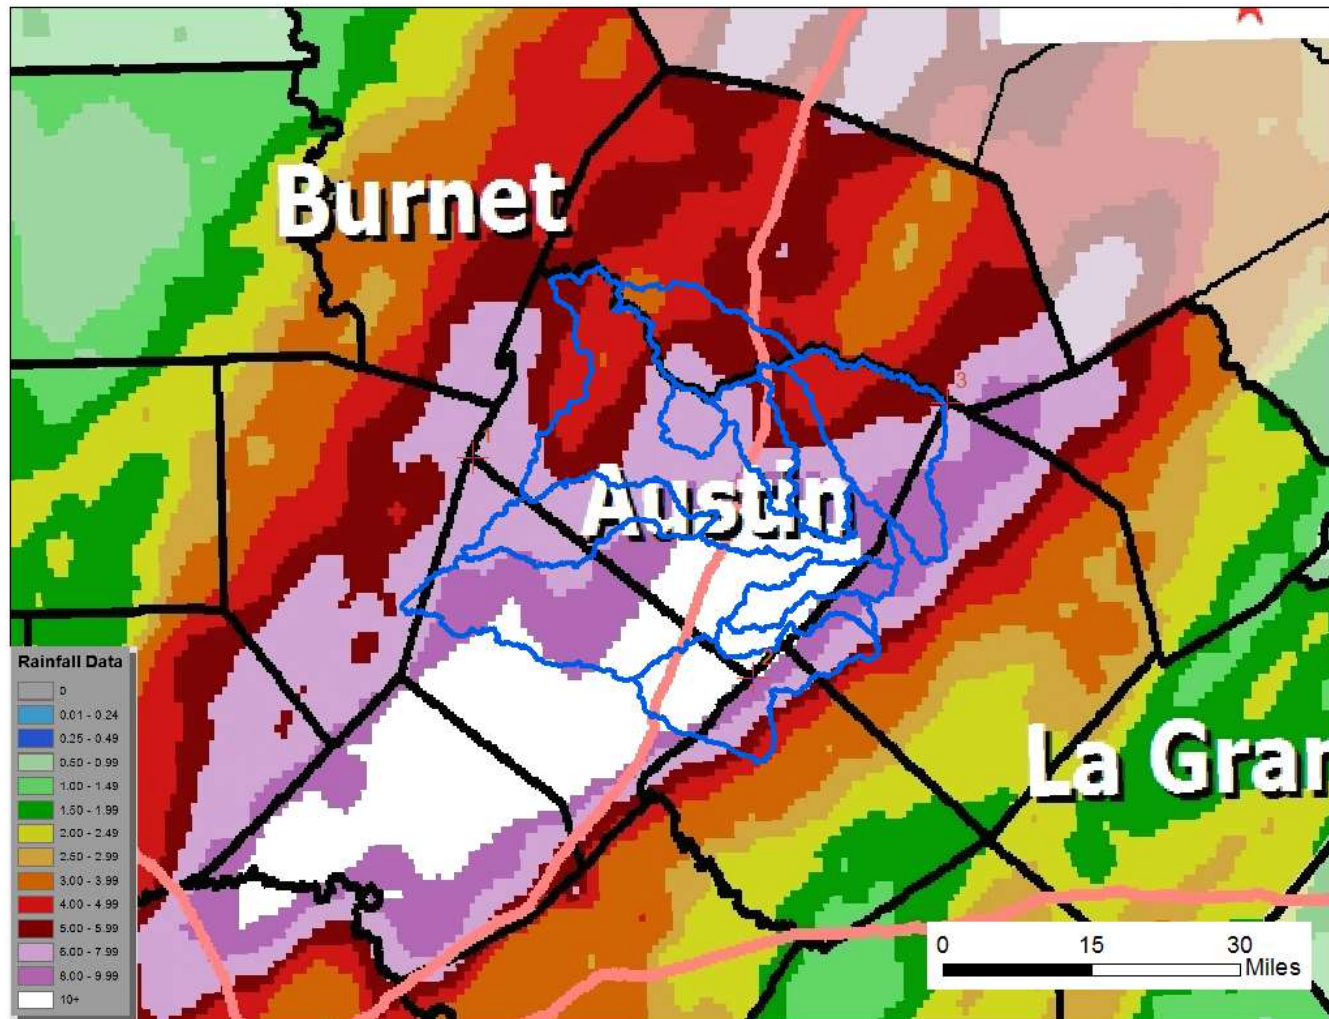 Burnet
3
1
Austin
2
La Gran
Rainfall Data
0
0.01 - 0.24
0.25 - 0.49
0.50 - 0.99
1.00 - 1.49
1.50 - 1.99
2.00 - 2.49
2.50 - 2.99
3.00 - 3.99
4.00 - 4.99
5.00 - 5.99
6.00 - 7.99
8.00 - 9.99
10+
0 15 30
Miles